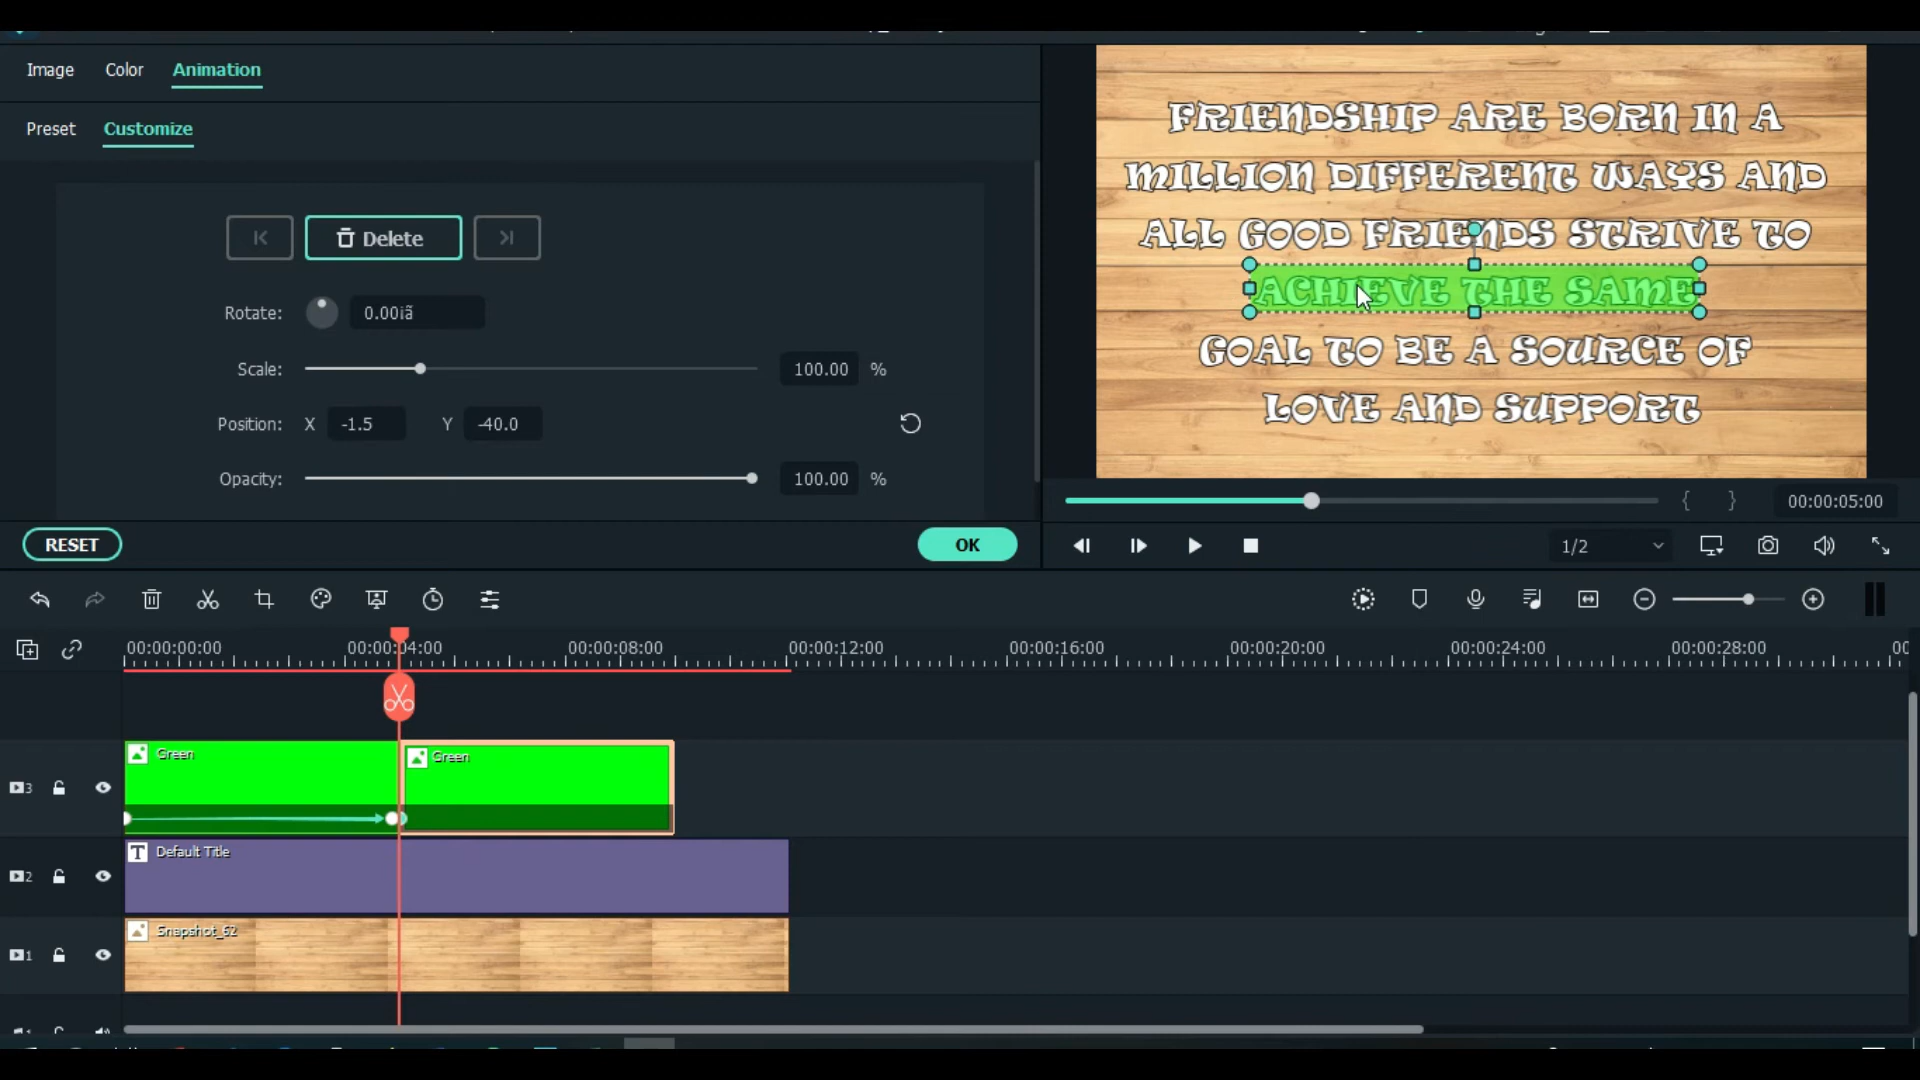 Image Color Animation
Preset Customize
Delete
Rotate: 0.00ïã
Scale: 100.00 %
Position: X -1.5 Y -40.0
Opacity: 100.00 %
RESET OK
FRIENDSHIP ARE BORN IN A
MILLION DIFFERENT WAYS AND
ALL GOOD FRIENDS STRIVE TO
ACHIEVE THE SAME
GOAL TO BE A SOURCE OF
LOVE AND SUPPORT
{ } 00:00:05:00
1/2
00:00:00:00 00:00:04:00 00:00:08:00 00:00:12:00 00:00:16:00 00:00:20:00 00:00:24:00 00:00:28:00
3 Green Green
2 T Default Title
1 Snapshot_62